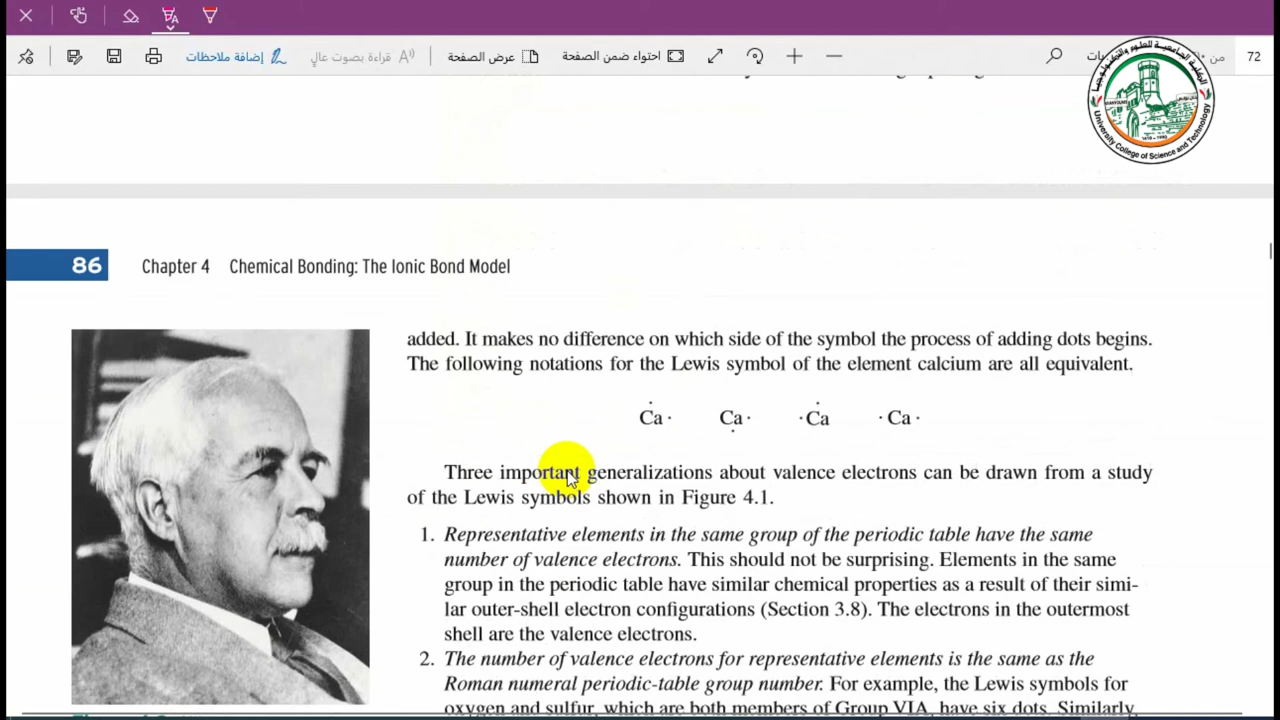 إضافة ملاحظات
قراءة بصوت عالٍ
عرض الصفحة
احتواء ضمن الصفحة
من
72
University College of Science and Technology
86 Chapter 4 Chemical Bonding: The Ionic Bond Model
added. It makes no difference on which side of the symbol the process of adding dots begins.
The following notations for the Lewis symbol of the element calcium are all equivalent.
Ċa· Ca· ·Ċa ·Ca·
Three important generalizations about valence electrons can be drawn from a study
of the Lewis symbols shown in Figure 4.1.
1. Representative elements in the same group of the periodic table have the same
number of valence electrons. This should not be surprising. Elements in the same
group in the periodic table have similar chemical properties as a result of their simi-
lar outer-shell electron configurations (Section 3.8). The electrons in the outermost
shell are the valence electrons.
2. The number of valence electrons for representative elements is the same as the
Roman numeral periodic-table group number. For example, the Lewis symbols for
oxygen and sulfur, which are both members of Group VIA, have six dots. Similarly,